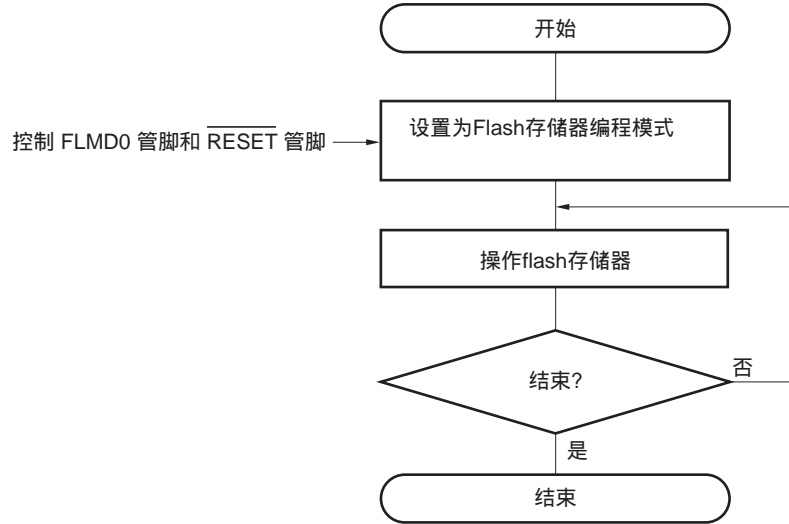 开始
设置为Flash存储器编程模式
控制 FLMD0 管脚和 RESET 管脚
操作flash存储器
结束?
否
是
结束